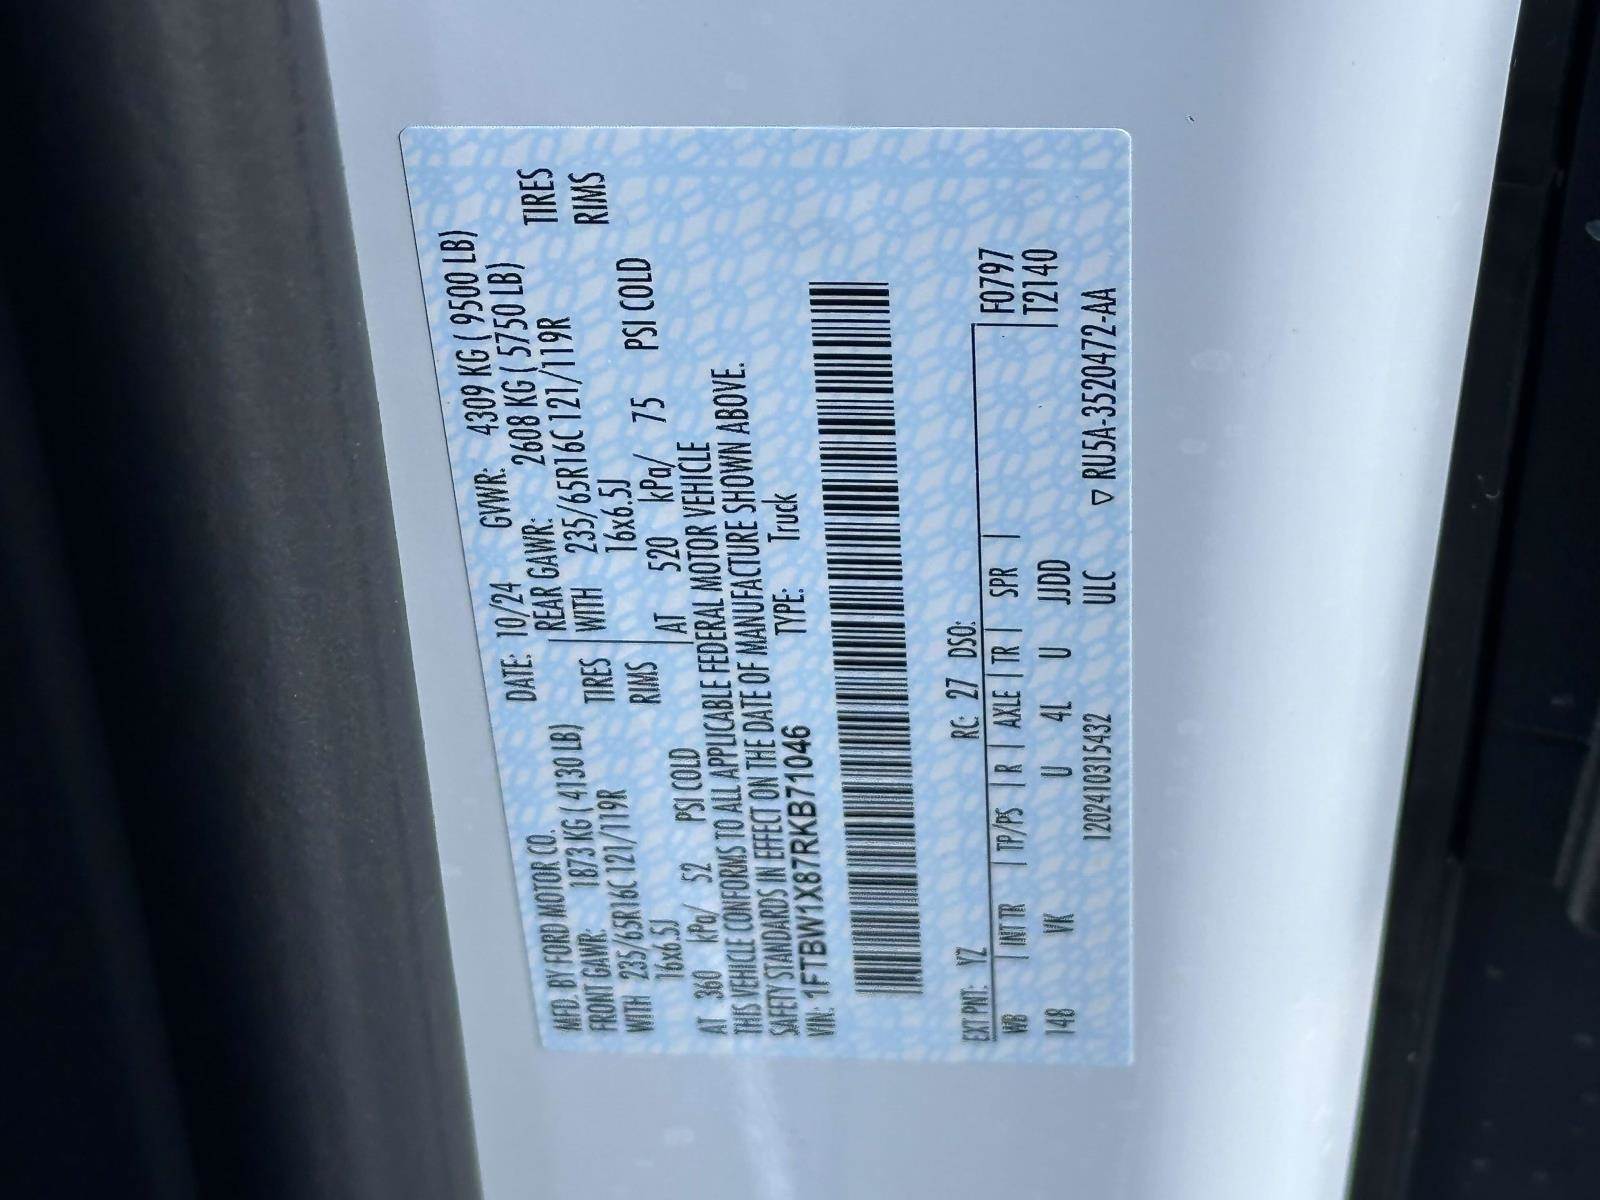 MFD. BY FORD MOTOR CO. DATE: 10/24 GVWR: 4309 KG ( 9500 LB)
FRONT GAWR: 1873 KG ( 4130 LB) REAR GAWR: 2608 KG ( 5750 LB)
WITH 235/65R16C 121/119R TIRES WITH 235/65R16C 121/119R TIRES
16x6.5J RIMS 16x6.5J RIMS
AT 360 kPa/ 52 PSI COLD AT 520 kPa/ 75 PSI COLD
THIS VEHICLE CONFORMS TO ALL APPLICABLE FEDERAL MOTOR VEHICLE
SAFETY STANDARDS IN EFFECT ON THE DATE OF MANUFACTURE SHOWN ABOVE.
VIN: 1FTBW1X87RKB71046 TYPE: Truck
EXT PNT: YZ RC: 27 DSO: F0797
WB INT TR TP/PS R AXLE TR SPR T2140
148 VK U 4L U JJDD
120241031S432 ULC ▽ RU5A-3520472-AA